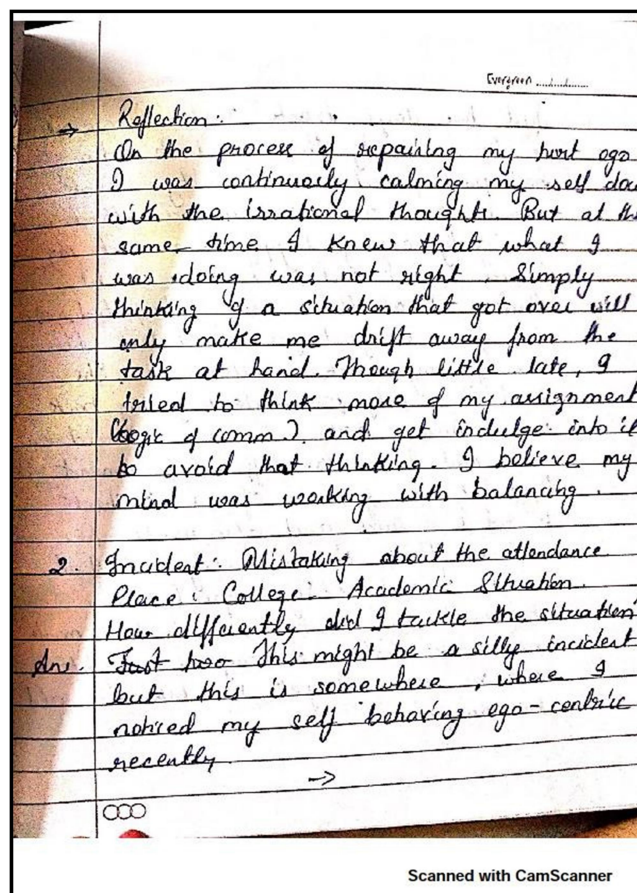 Evergreen
→ Reflection:
On the process of repairing my hurt ego
I was continuously calming my self dow
with the irrational thoughts. But at the
same time I knew that what I
was doing was not right. Simply
thinking of a situation that got over will
only make me drift away from the
task at hand. Though little late, I
tried to think more of my assignment
(Logic of comm.) and get indulge into it
to avoid that thinking. I believe my
mind was working with balancing.
2. Incident: Mistaking about the attendance
Place: College: Academic Situation.
How differently did I tackle the situation
Ans. Just two This might be a silly incident
but this is somewhere, where I
noticed my self behaving ego-centric
recently.
→
Scanned with CamScanner